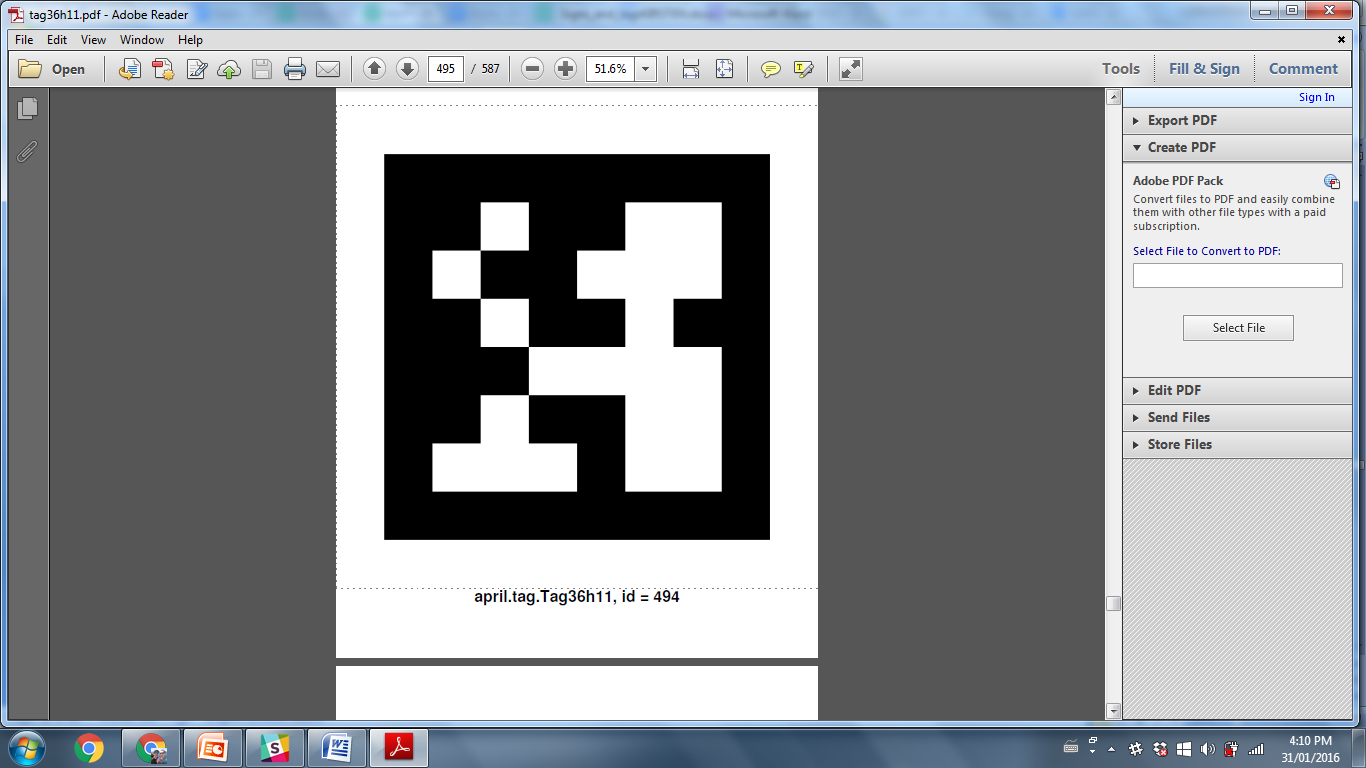 tag36h11.pdf - Adobe Reader
File Edit View Window Help
Open 495 / 587 51.6% Tools Fill & Sign Comment
Sign In
Export PDF
Create PDF
Adobe PDF Pack
Convert files to PDF and easily combine
them with other file types with a paid
subscription.
Select File to Convert to PDF:
Select File
Edit PDF
Send Files
Store Files
april.tag.Tag36h11, id = 494
4:10 PM
31/01/2016